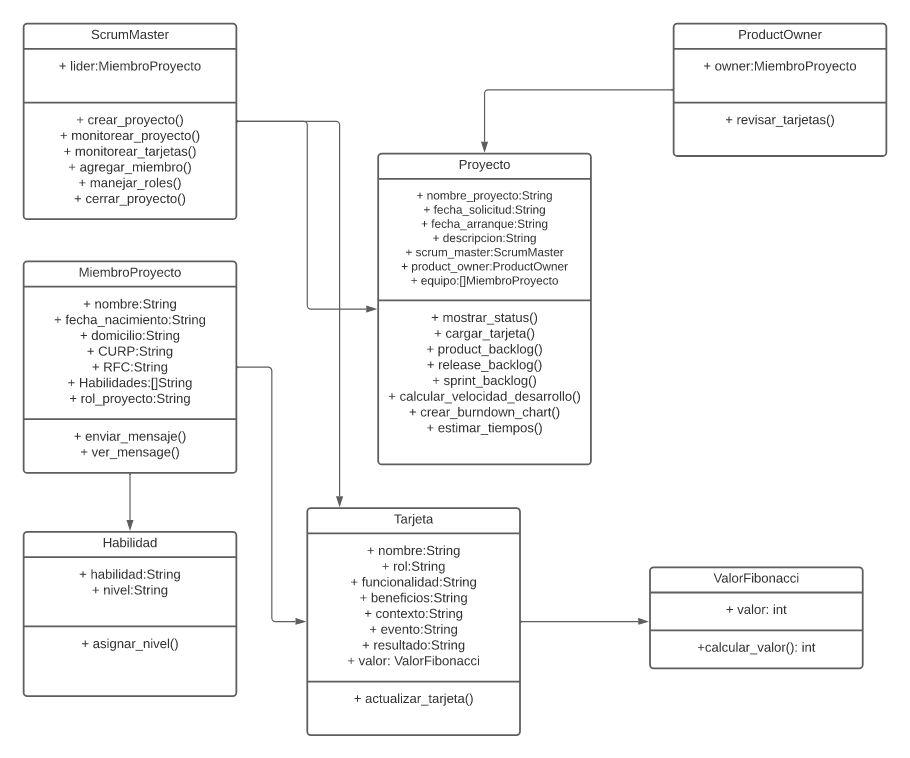 ScrumMaster
+ lider:MiembroProyecto
+ crear_proyecto()
+ monitorear_proyecto()
+ monitorear_tarjetas()
+ agregar_miembro()
+ manejar_roles()
+ cerrar_proyecto()
ProductOwner
+ owner:MiembroProyecto
+ revisar_tarjetas()
Proyecto
+ nombre_proyecto:String
+ fecha_solicitud:String
+ fecha_arranque:String
+ descripcion:String
+ scrum_master:ScrumMaster
+ product_owner:ProductOwner
+ equipo:[]MiembroProyecto
+ mostrar_status()
+ cargar_tarjeta()
+ product_backlog()
+ release_backlog()
+ sprint_backlog()
+ calcular_velocidad_desarrollo()
+ crear_burndown_chart()
+ estimar_tiempos()
MiembroProyecto
+ nombre:String
+ fecha_nacimiento:String
+ domicilio:String
+ CURP:String
+ RFC:String
+ Habilidades:[]String
+ rol_proyecto:String
+ enviar_mensaje()
+ ver_mensage()
Habilidad
+ habilidad:String
+ nivel:String
+ asignar_nivel()
Tarjeta
+ nombre:String
+ rol:String
+ funcionalidad:String
+ beneficios:String
+ contexto:String
+ evento:String
+ resultado:String
+ valor: ValorFibonacci
+ actualizar_tarjeta()
ValorFibonacci
+ valor: int
+calcular_valor(): int